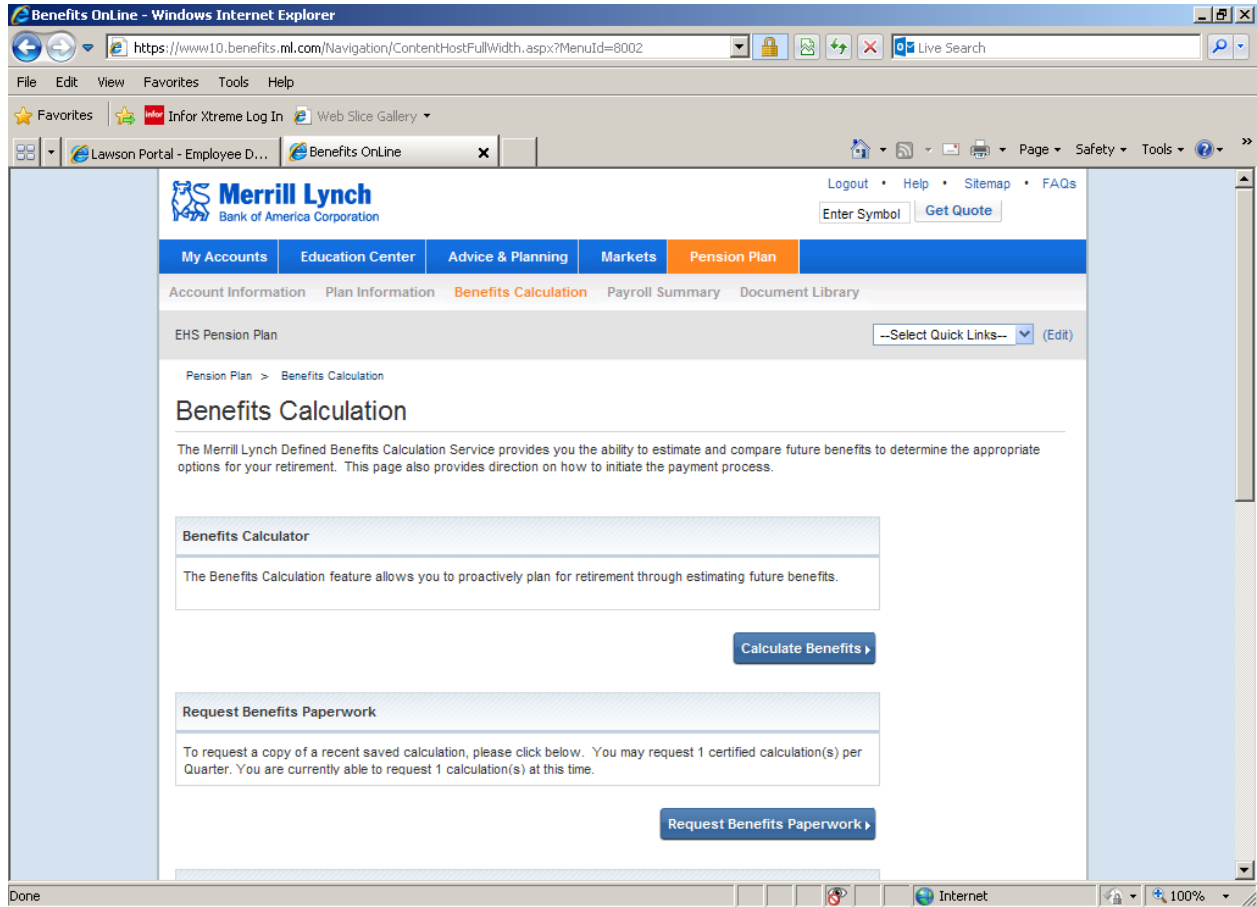 Benefits OnLine - Windows Internet Explorer
https://www10.benefits.ml.com/Navigation/ContentHostFullWidth.aspx?MenuId=8002
Live Search
File Edit View Favorites Tools Help
Favorites Infor Xtreme Log In Web Slice Gallery
Lawson Portal - Employee D... Benefits OnLine Page Safety Tools
Merrill Lynch
Bank of America Corporation
Logout • Help • Sitemap • FAQs
Enter Symbol Get Quote
My Accounts Education Center Advice & Planning Markets Pension Plan
Account Information Plan Information Benefits Calculation Payroll Summary Document Library
EHS Pension Plan --Select Quick Links-- (Edit)
Pension Plan > Benefits Calculation
Benefits Calculation
The Merrill Lynch Defined Benefits Calculation Service provides you the ability to estimate and compare future benefits to determine the appropriate
options for your retirement. This page also provides direction on how to initiate the payment process.
Benefits Calculator
The Benefits Calculation feature allows you to proactively plan for retirement through estimating future benefits.
Calculate Benefits
Request Benefits Paperwork
To request a copy of a recent saved calculation, please click below. You may request 1 certified calculation(s) per
Quarter. You are currently able to request 1 calculation(s) at this time.
Request Benefits Paperwork
Done Internet 100%